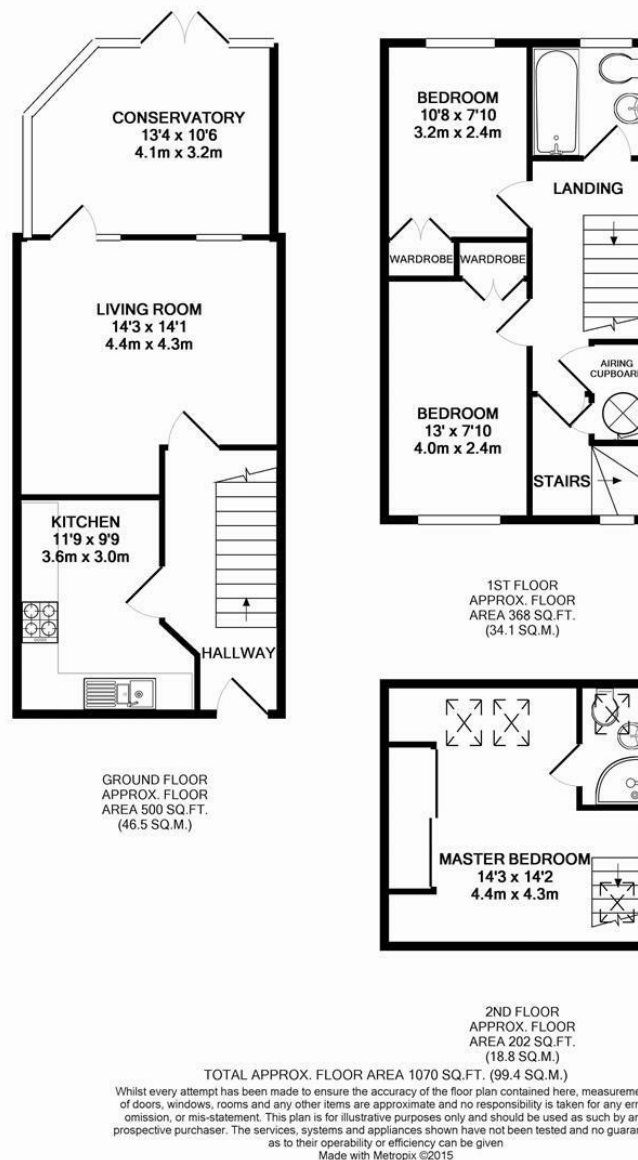 CONSERVATORY
13'4 x 10'6
4.1m x 3.2m
LIVING ROOM
14'3 x 14'1
4.4m x 4.3m
KITCHEN
11'9 x 9'9
3.6m x 3.0m
HALLWAY
GROUND FLOOR
APPROX. FLOOR
AREA 500 SQ.FT.
(46.5 SQ.M.)
BEDROOM
10'8 x 7'10
3.2m x 2.4m
LANDING
WARDROBE
WARDROBE
AIRING
CUPBOARD
BEDROOM
13' x 7'10
4.0m x 2.4m
STAIRS
1ST FLOOR
APPROX. FLOOR
AREA 368 SQ.FT.
(34.1 SQ.M.)
MASTER BEDROOM
14'3 x 14'2
4.4m x 4.3m
2ND FLOOR
APPROX. FLOOR
AREA 202 SQ.FT.
(18.8 SQ.M.)
TOTAL APPROX. FLOOR AREA 1070 SQ.FT. (99.4 SQ.M.)
Whilst every attempt has been made to ensure the accuracy of the floor plan contained here, measureme
of doors, windows, rooms and any other items are approximate and no responsibility is taken for any err
omission, or mis-statement. This plan is for illustrative purposes only and should be used as such by an
prospective purchaser. The services, systems and appliances shown have not been tested and no guaran
as to their operability or efficiency can be given
Made with Metropix ©2015